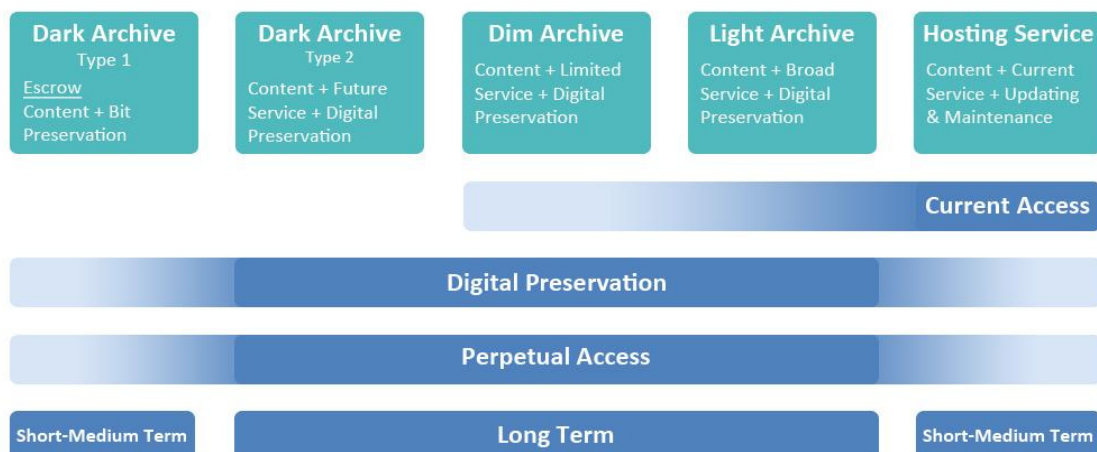 Dark Archive
Type 1
Escrow
Content + Bit
Preservation
Dark Archive
Type 2
Content + Future
Service + Digital
Preservation
Dim Archive
Content + Limited
Service + Digital
Preservation
Light Archive
Content + Broad
Service + Digital
Preservation
Hosting Service
Content + Current
Service + Updating
& Maintenance
Current Access
Digital Preservation
Perpetual Access
Short-Medium Term
Long Term
Short-Medium Term